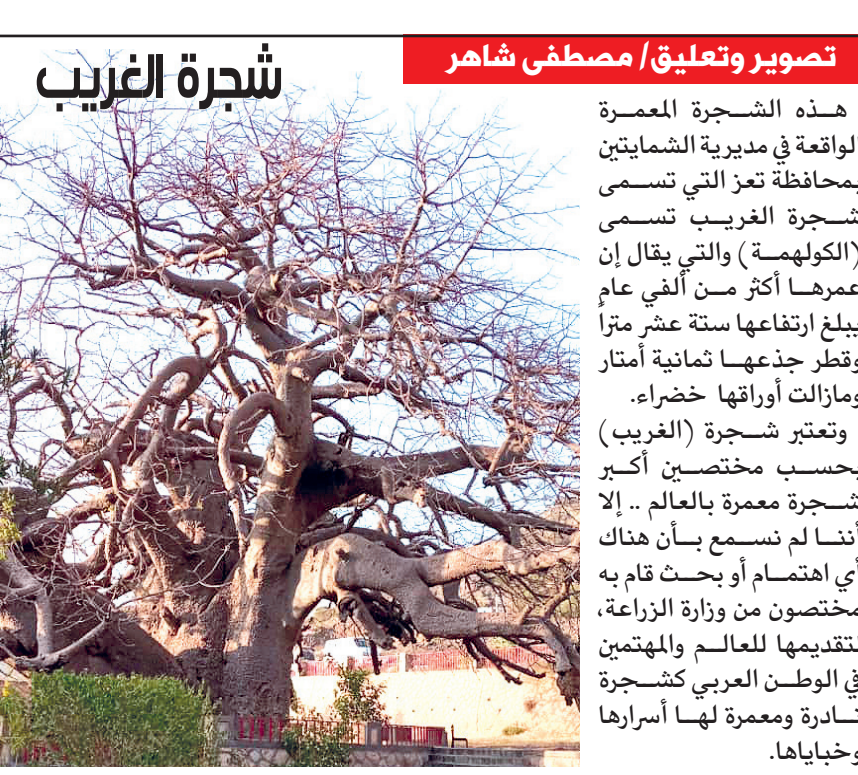 شجرة الغريب
تصوير وتعليق/ مصطفى شاهر
هذه الشجرة المعمرة
الواقعة في مديرية الشمايتين
بمحافظة تعز التي تسمى
شجرة الغريب تسمى
(الكولهمة) والتي يقال إن
عمرها أكثر من ألفي عامٍ
يبلغ ارتفاعها ستة عشر متراً
وقطر جذعها ثمانية أمتار
ومازالت أوراقها خضراء.
وتعتبر شجرة (الغريب)
بحسب مختصين أكبر
شجرة معمرة بالعالم .. إلا
أننا لم نسمع بأن هناك
أي اهتمام أو بحث قام به
مختصون من وزارة الزراعة،
لتقديمها للعالم والمهتمين
في الوطن العربي كشجرة
نادرة ومعمرة لها أسرارها
وخباياها.